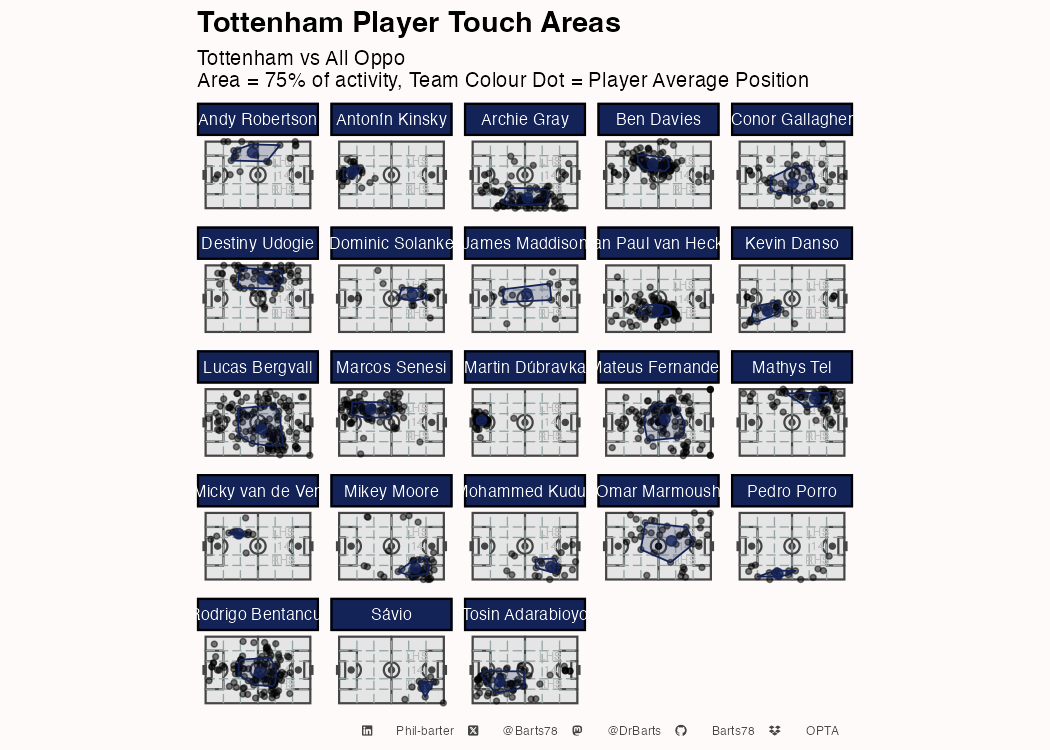 Tottenham Player Touch Areas
Tottenham vs All Oppo
Area = 75% of activity, Team Colour Dot = Player Average Position
Andy Robertson Antonín Kinsky Archie Gray Ben Davies Conor Gallagher
Destiny Udogie Dominic Solanke James Maddison an Paul van Heck Kevin Danso
Lucas Bergvall Marcos Senesi Martin Dúbravka Mateus Fernande Mathys Tel
Micky van de Ven Mikey Moore Mohammed Kudu Omar Marmoush Pedro Porro
Rodrigo Bentancu Sávio Tosin Adarabioyo
Phil-barter @Barts78 @DrBarts Barts78 OPTA